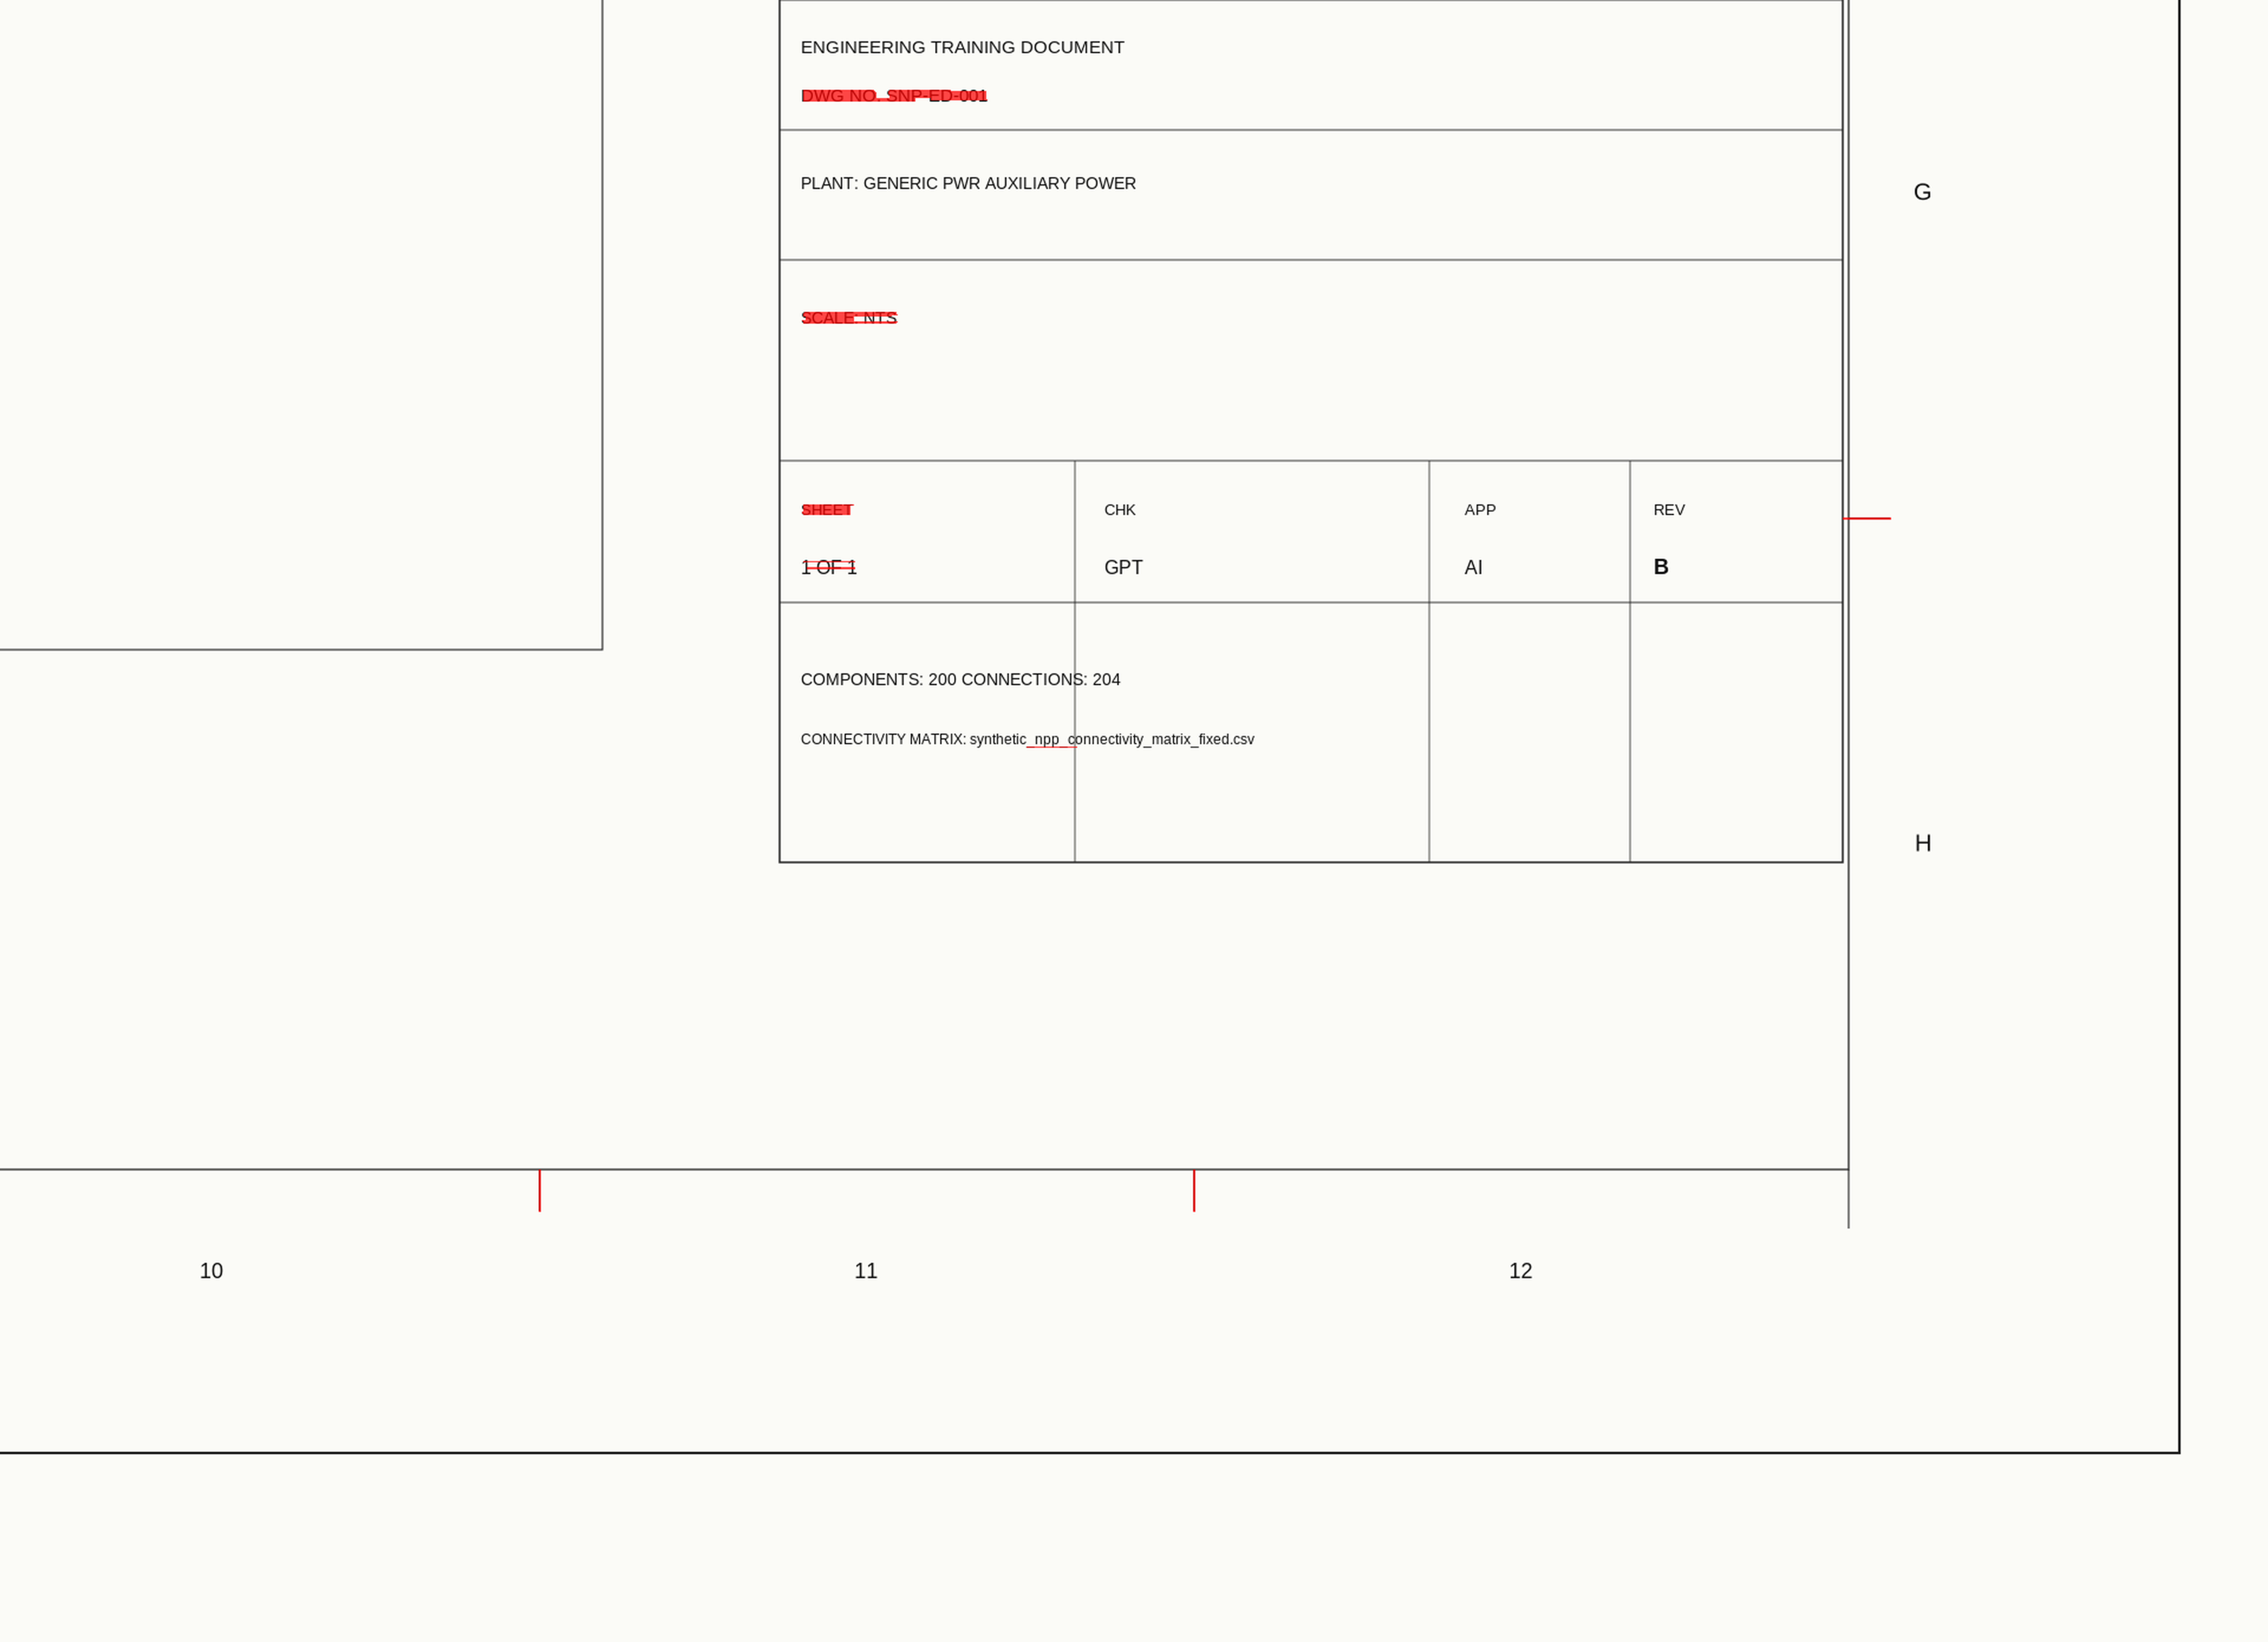 ENGINEERING TRAINING DOCUMENT
DWG NO. SNP-ED-001
PLANT: GENERIC PWR AUXILIARY POWER
G
SCALE: NTS
SHEET CHK APP REV
1 OF 1 GPT AI B
COMPONENTS: 200 CONNECTIONS: 204
CONNECTIVITY MATRIX: synthetic_npp_connectivity_matrix_fixed.csv
H
10 11 12